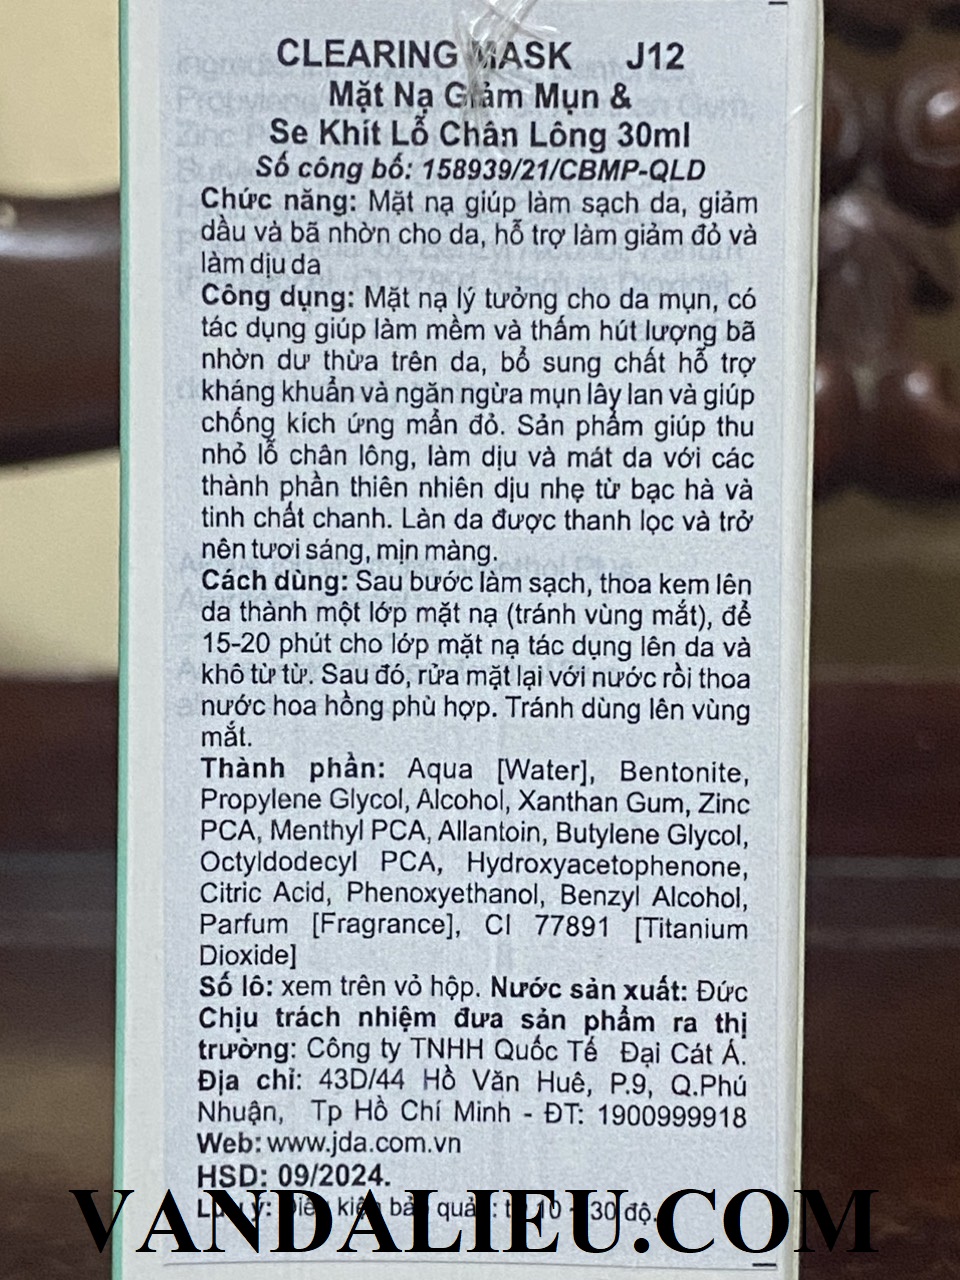 CLEARING MASK J12
Mặt Nạ Giảm Mụn &
Se Khít Lỗ Chân Lông 30ml
Số công bố: 158939/21/CBMP-QLD
Chức năng: Mặt nạ giúp làm sạch da, giảm
dầu và bã nhờn cho da, hỗ trợ làm giảm đỏ và
làm dịu da
Công dụng: Mặt nạ lý tưởng cho da mụn, có
tác dụng giúp làm mềm và thấm hút lượng bã
nhờn dư thừa trên da, bổ sung chất hỗ trợ
kháng khuẩn và ngăn ngừa mụn lây lan và giúp
chống kích ứng mẩn đỏ. Sản phẩm giúp thu
nhỏ lỗ chân lông, làm dịu và mát da với các
thành phần thiên nhiên dịu nhẹ từ bạc hà và
tinh chất chanh. Làn da được thanh lọc và trở
nên tươi sáng, mịn màng.
Cách dùng: Sau bước làm sạch, thoa kem lên
da thành một lớp mặt nạ (tránh vùng mắt), để
15-20 phút cho lớp mặt nạ tác dụng lên da và
khô từ từ. Sau đó, rửa mặt lại với nước rồi thoa
nước hoa hồng phù hợp. Tránh dùng lên vùng
mắt.
Thành phần: Aqua [Water], Bentonite,
Propylene Glycol, Alcohol, Xanthan Gum, Zinc
PCA, Menthyl PCA, Allantoin, Butylene Glycol,
Octyldodecyl PCA, Hydroxyacetophenone,
Citric Acid, Phenoxyethanol, Benzyl Alcohol,
Parfum [Fragrance], CI 77891 [Titanium
Dioxide]
Số lô: xem trên vỏ hộp. Nước sản xuất: Đức
Chịu trách nhiệm đưa sản phẩm ra thị
trường: Công ty TNHH Quốc Tế Đại Cát Á.
Địa chỉ: 43D/44 Hồ Văn Huê, P.9, Q.Phú
Nhuận, Tp Hồ Chí Minh - ĐT: 1900999918
Web: www.jda.com.vn
HSD: 09/2024.
Lưu ý: Điều kiện bảo quản: từ 10 - 30 độ.
VANDALIEU.COM